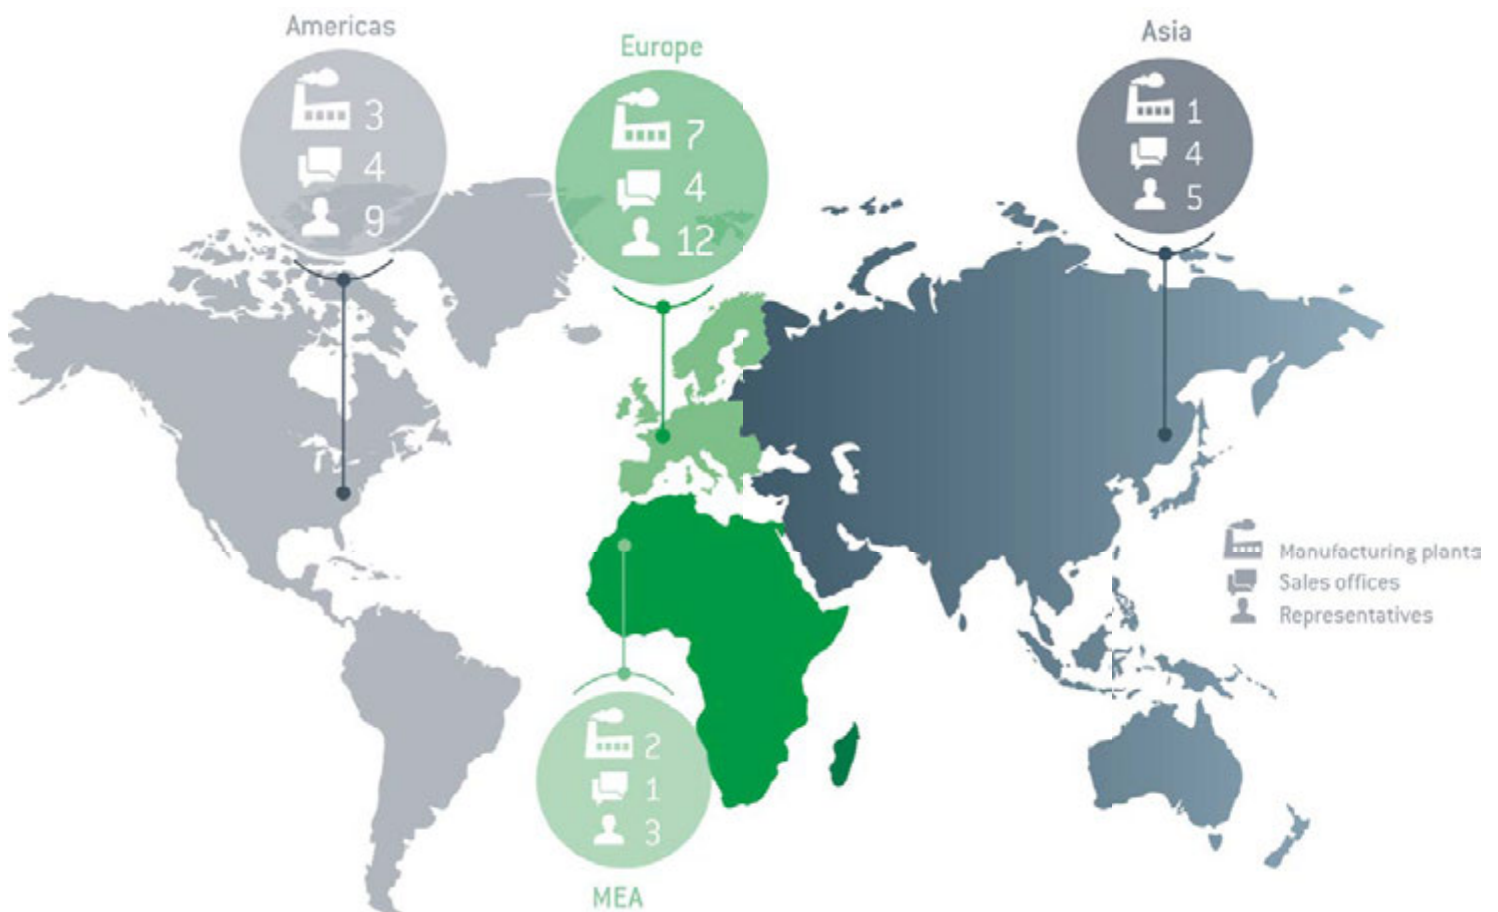 Americas
3
4
9
Europe
7
4
12
Asia
1
4
5
Manufacturing plants
Sales offices
Representatives
2
1
3
MEA